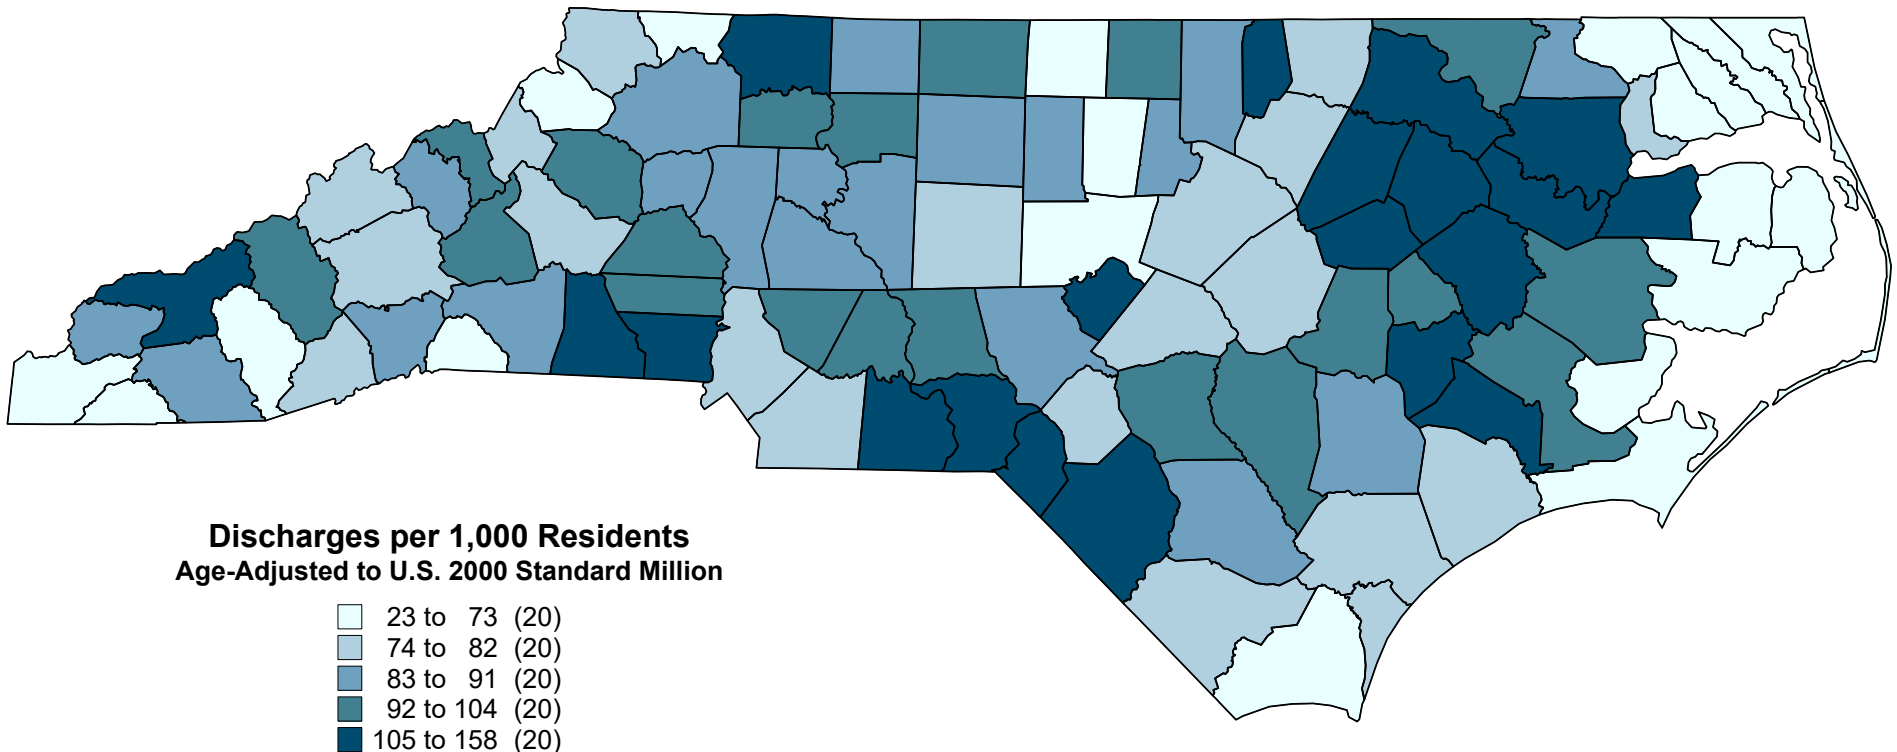 Discharges per 1,000 Residents
Age-Adjusted to U.S. 2000 Standard Million
23 to 73 (20)
74 to 82 (20)
83 to 91 (20)
92 to 104 (20)
105 to 158 (20)